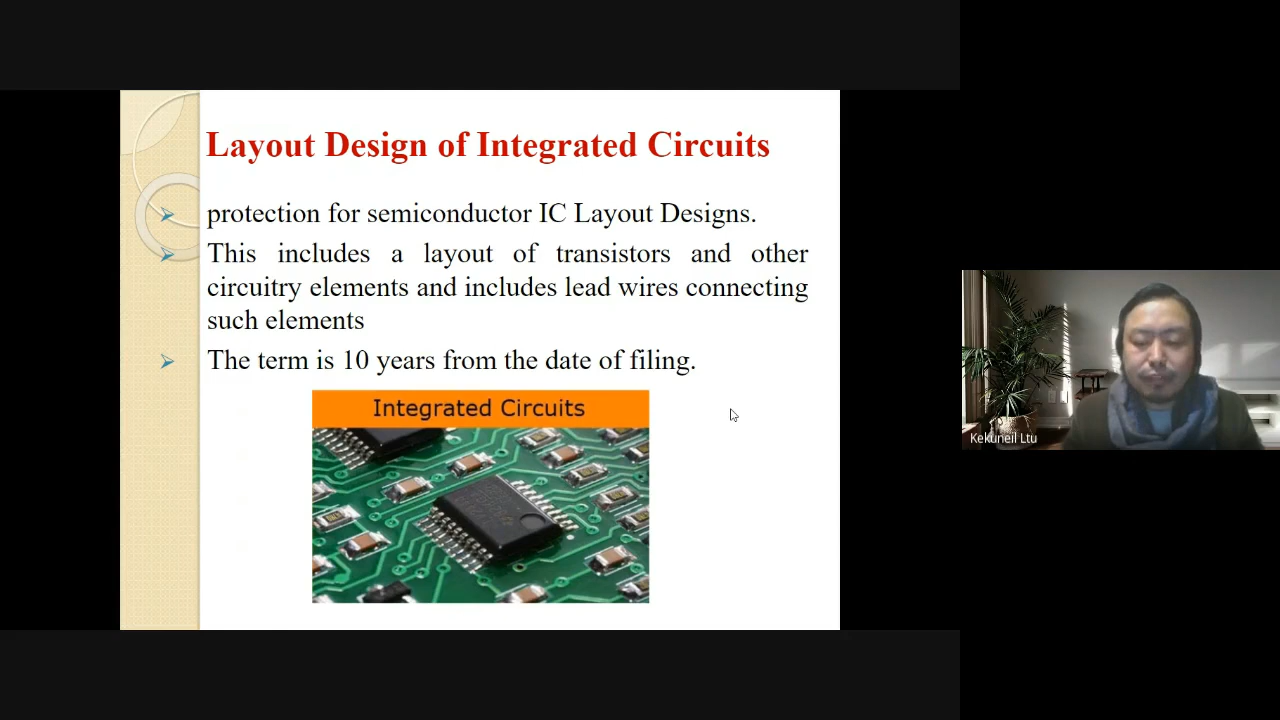 Layout Design of Integrated Circuits
protection for semiconductor IC Layout Designs.
This includes a layout of transistors and other
circuitry elements and includes lead wires connecting
such elements
The term is 10 years from the date of filing.
Integrated Circuits
Kekuneil Ltu